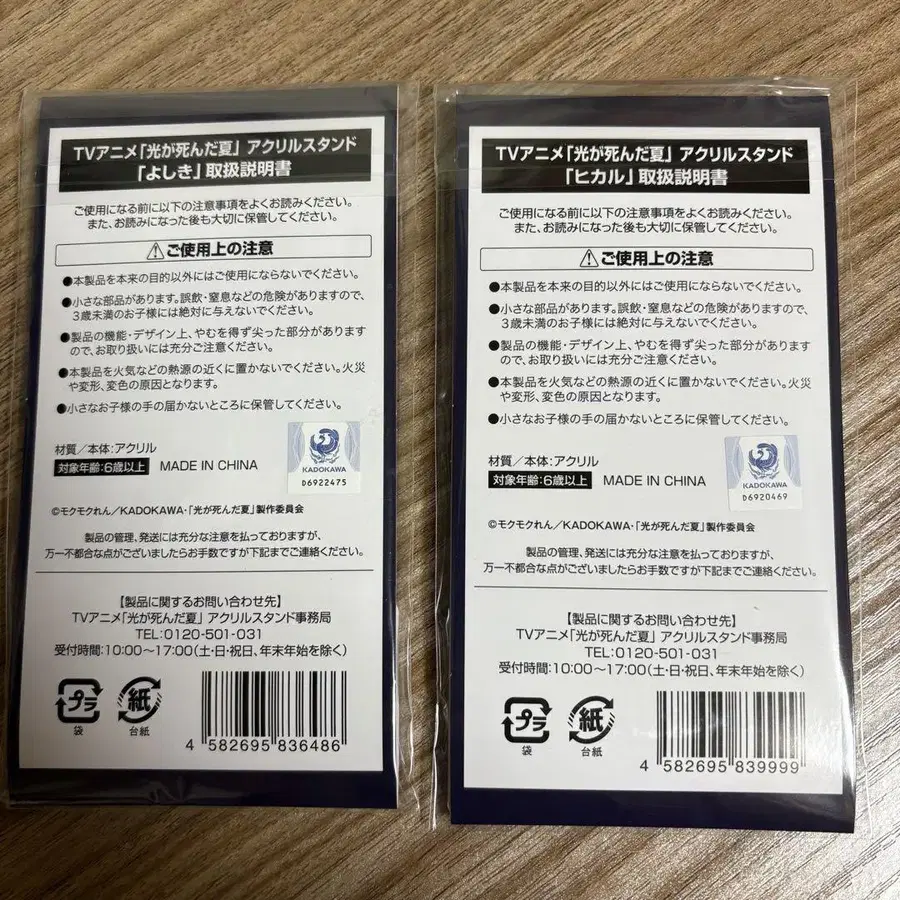 TVアニメ「光が死んだ夏」 アクリルスタンド
「よしき」取扱説明書
ご使用になる前に以下の注意事項をよくお読みください。
また、お読みになった後も大切に保管してください。
ご使用上の注意
●本製品を本来の目的以外にはご使用にならないでください。
●小さな部品があります。誤飲・窒息などの危険がありますので、
3歳未満のお子様には絶対に与えないでください。
●製品の機能・デザイン上、やむを得ず尖った部分があります
ので、お取り扱いには充分ご注意ください。
●本製品を火気などの熱源の近くに置かないでください。火災
や変形、変色の原因となります。
●小さなお子様の手の届かないところに保管してください。
材質／本体：アクリル
対象年齢：6歳以上 MADE IN CHINA
KADOKAWA
D6922475
©モクモクれん／KADOKAWA・「光が死んだ夏」製作委員会
製品の管理、発送には充分な注意を払っておりますが、
万一不都合な点がございましたらお手数ですが下記までご連絡ください。
【製品に関するお問い合わせ先】
TVアニメ「光が死んだ夏」 アクリルスタンド事務局
TEL：0120-501-031
受付時間：10:00～17:00（土・日・祝日、年末年始を除く）
プラ
袋
紙
台紙
4 582695 836486
TVアニメ「光が死んだ夏」 アクリルスタンド
「ヒカル」取扱説明書
ご使用になる前に以下の注意事項をよくお読みください。
また、お読みになった後も大切に保管してください。
ご使用上の注意
●本製品を本来の目的以外にはご使用にならないでください。
●小さな部品があります。誤飲・窒息などの危険がありますので、
3歳未満のお子様には絶対に与えないでください。
●製品の機能・デザイン上、やむを得ず尖った部分があります
ので、お取り扱いには充分ご注意ください。
●本製品を火気などの熱源の近くに置かないでください。火災
や変形、変色の原因となります。
●小さなお子様の手の届かないところに保管してください。
材質／本体：アクリル
対象年齢：6歳以上 MADE IN CHINA
KADOKAWA
D6920469
©モクモクれん／KADOKAWA・「光が死んだ夏」製作委員会
製品の管理、発送には充分な注意を払っておりますが、
万一不都合な点がございましたらお手数ですが下記までご連絡ください。
【製品に関するお問い合わせ先】
TVアニメ「光が死んだ夏」 アクリルスタンド事務局
TEL：0120-501-031
受付時間：10:00～17:00（土・日・祝日、年末年始を除く）
プラ
袋
紙
台紙
4 582695 839999